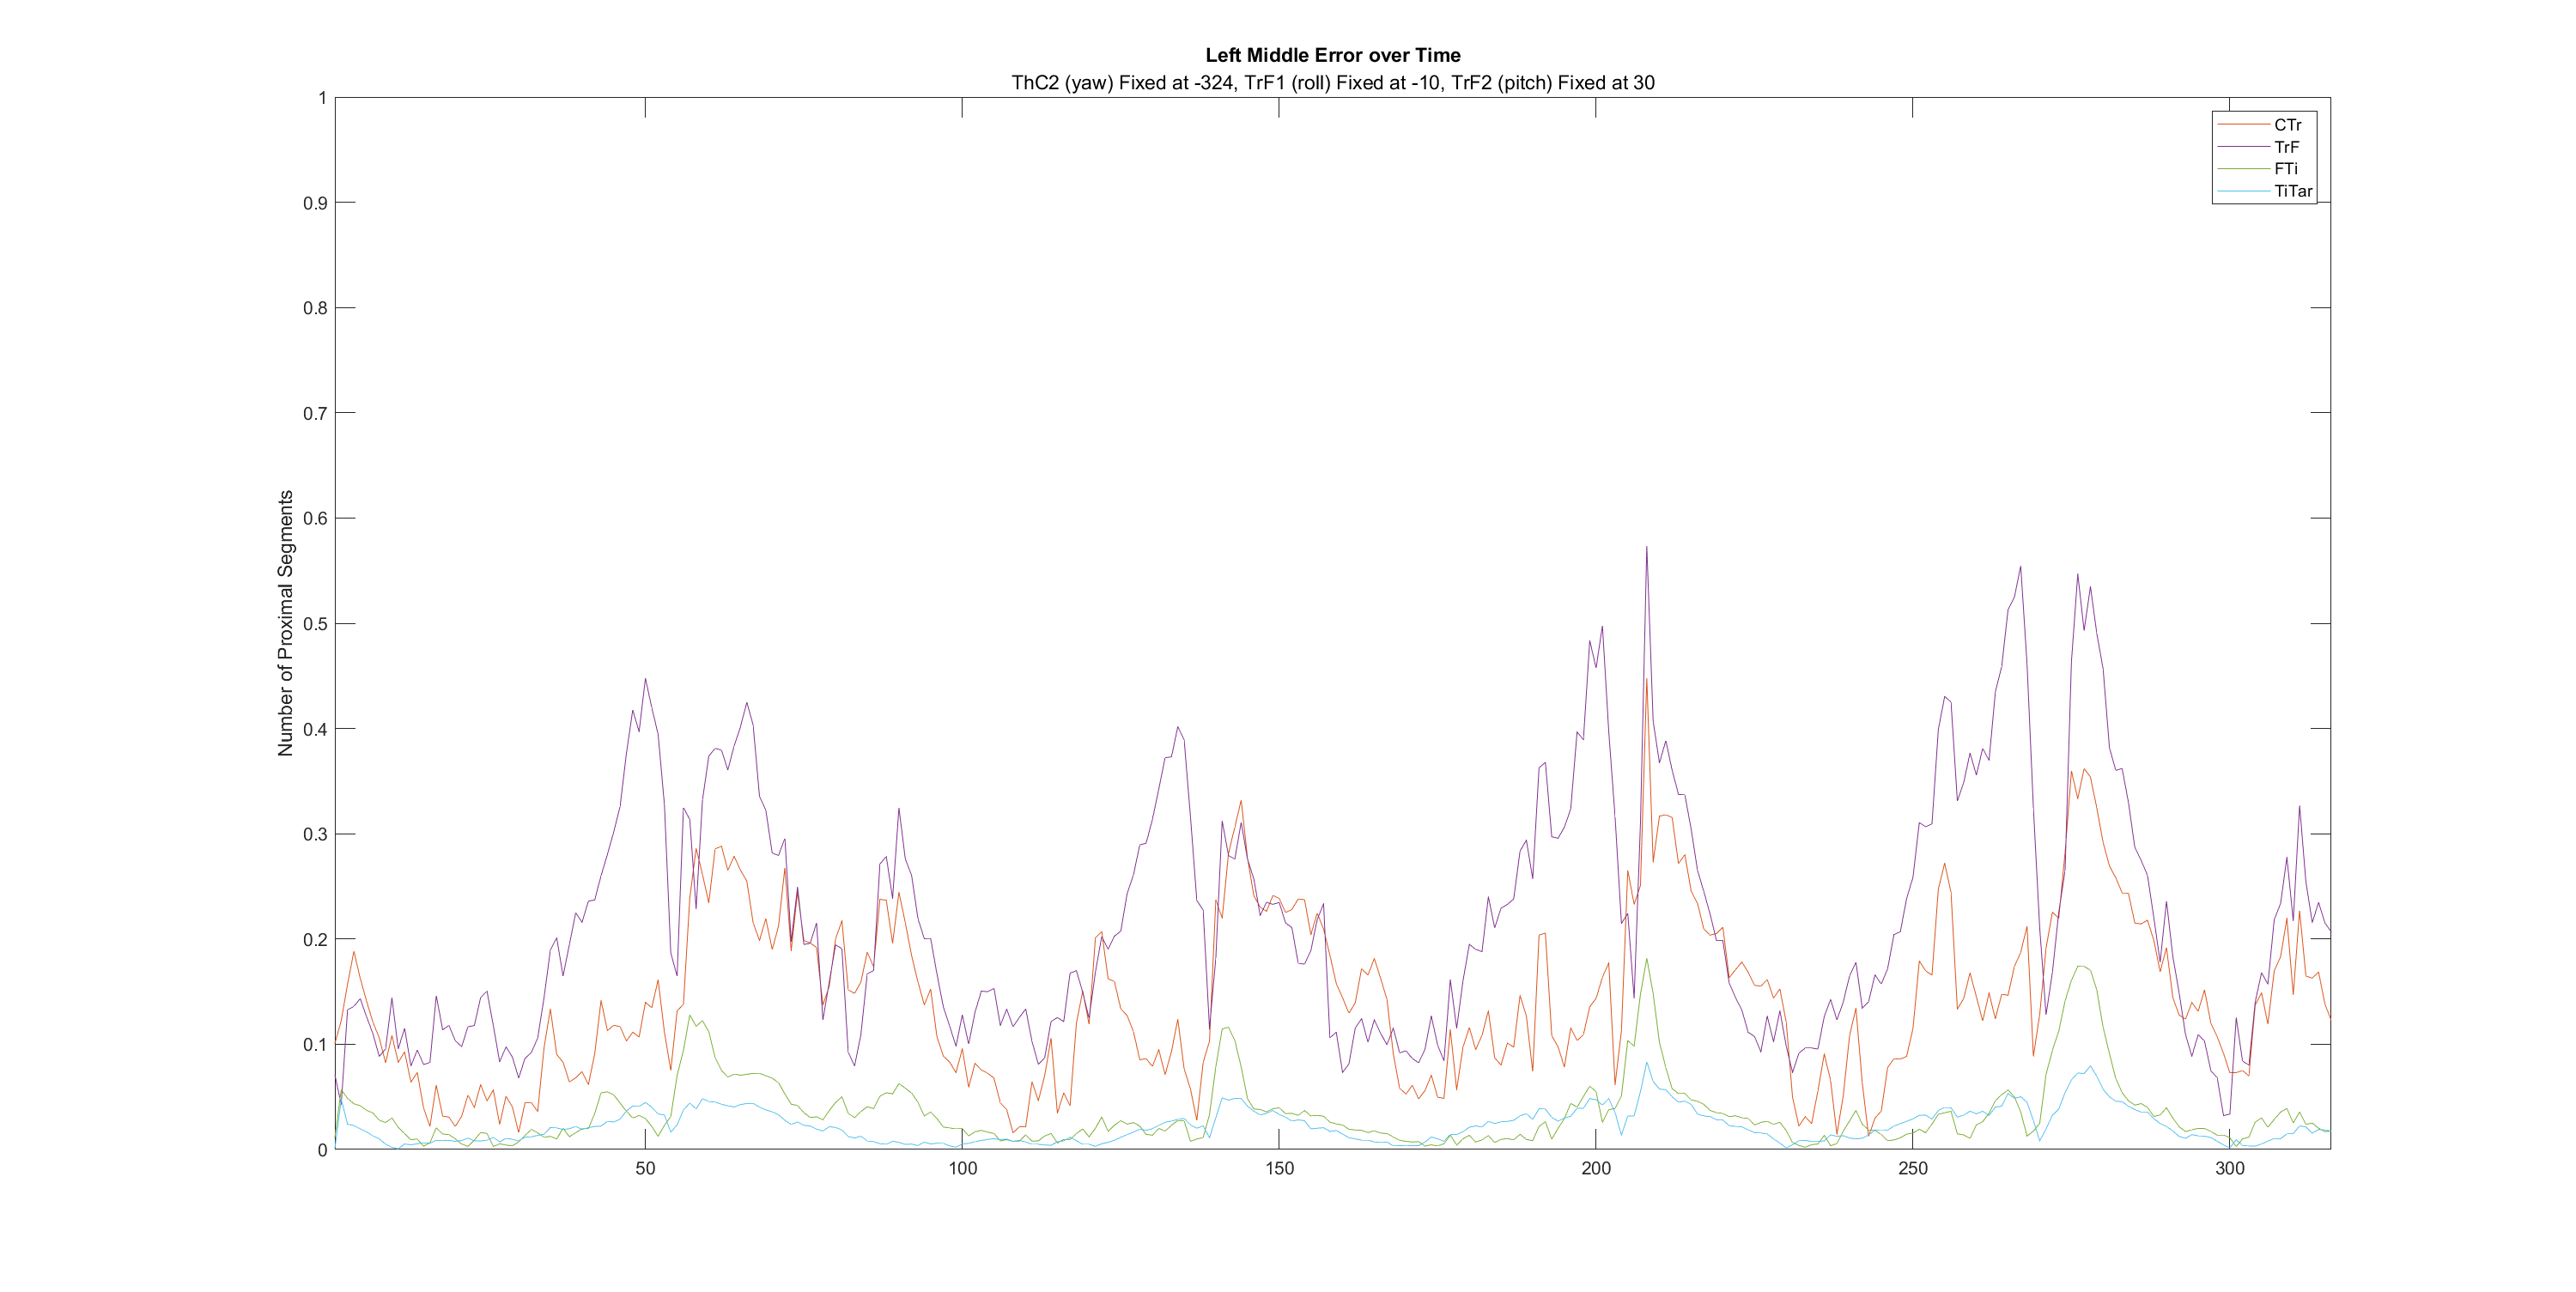 Left Middle Error over Time
ThC2 (yaw) Fixed at -324, TrF1 (roll) Fixed at -10, TrF2 (pitch) Fixed at 30
CTr
TrF
FTi
TiTar
Number of Proximal Segments
1
0.9
0.8
0.7
0.6
0.5
0.4
0.3
0.2
0.1
0
50
100
150
200
250
300